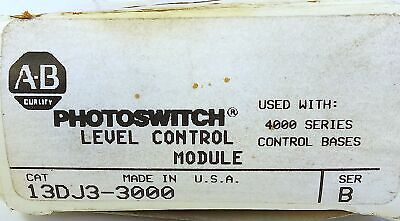 A-B
QUALITY
PHOTOSWITCH®
LEVEL CONTROL
MODULE
USED WITH:
4000 SERIES
CONTROL BASES
CAT MADE IN U.S.A. SER
13DJ3-3000 B